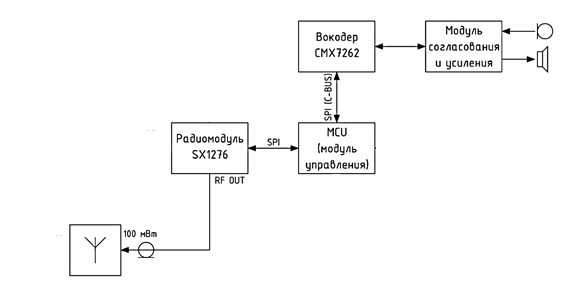 Вокодер
CMX7262
Модуль
согласования
и усиления
SPI (C-BUS)
Радиомодуль
SX1276
SPI
MCU
(модуль
управления)
RF OUT
100 мВт